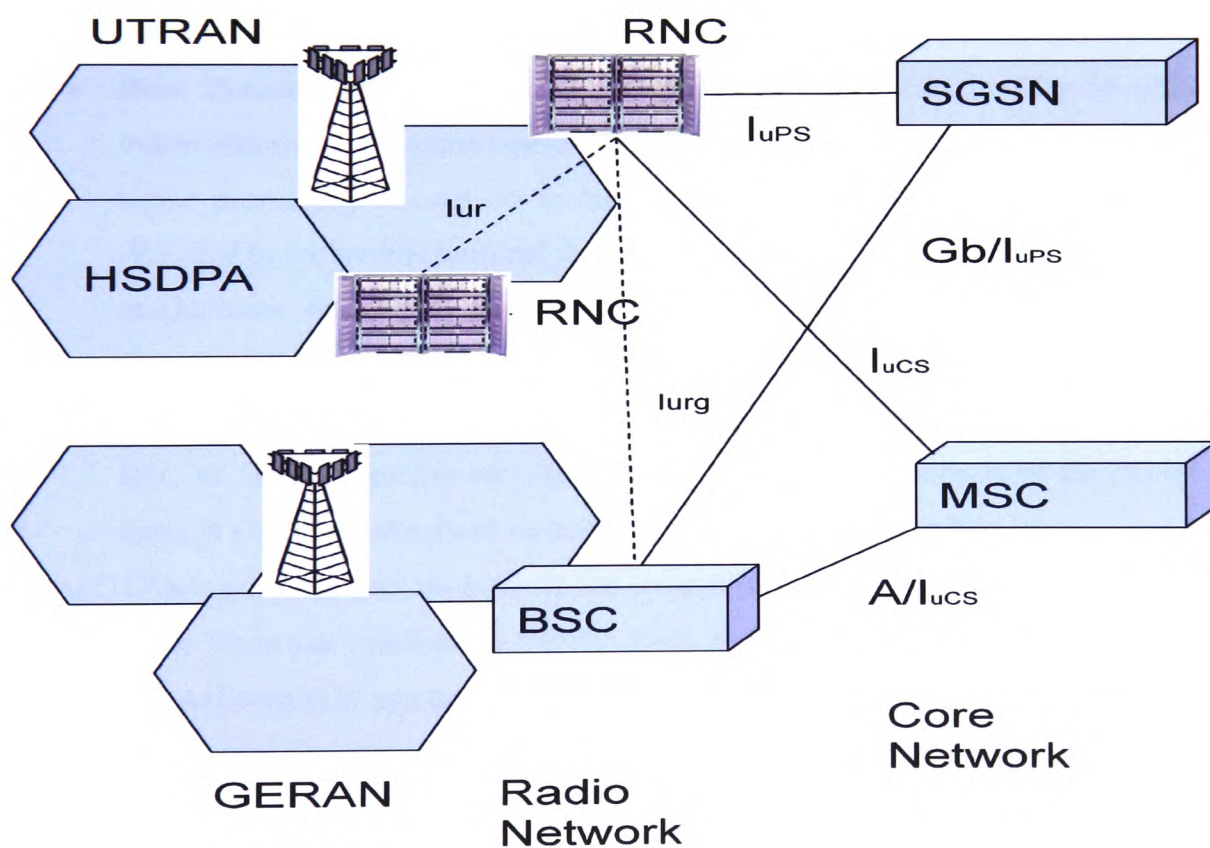 UTRAN
RNC
SGSN
IuPS
Iur
Gb/IuPS
HSDPA
RNC
IuCS
Iurg
MSC
BSC
A/IuCS
Core
Network
GERAN
Radio
Network